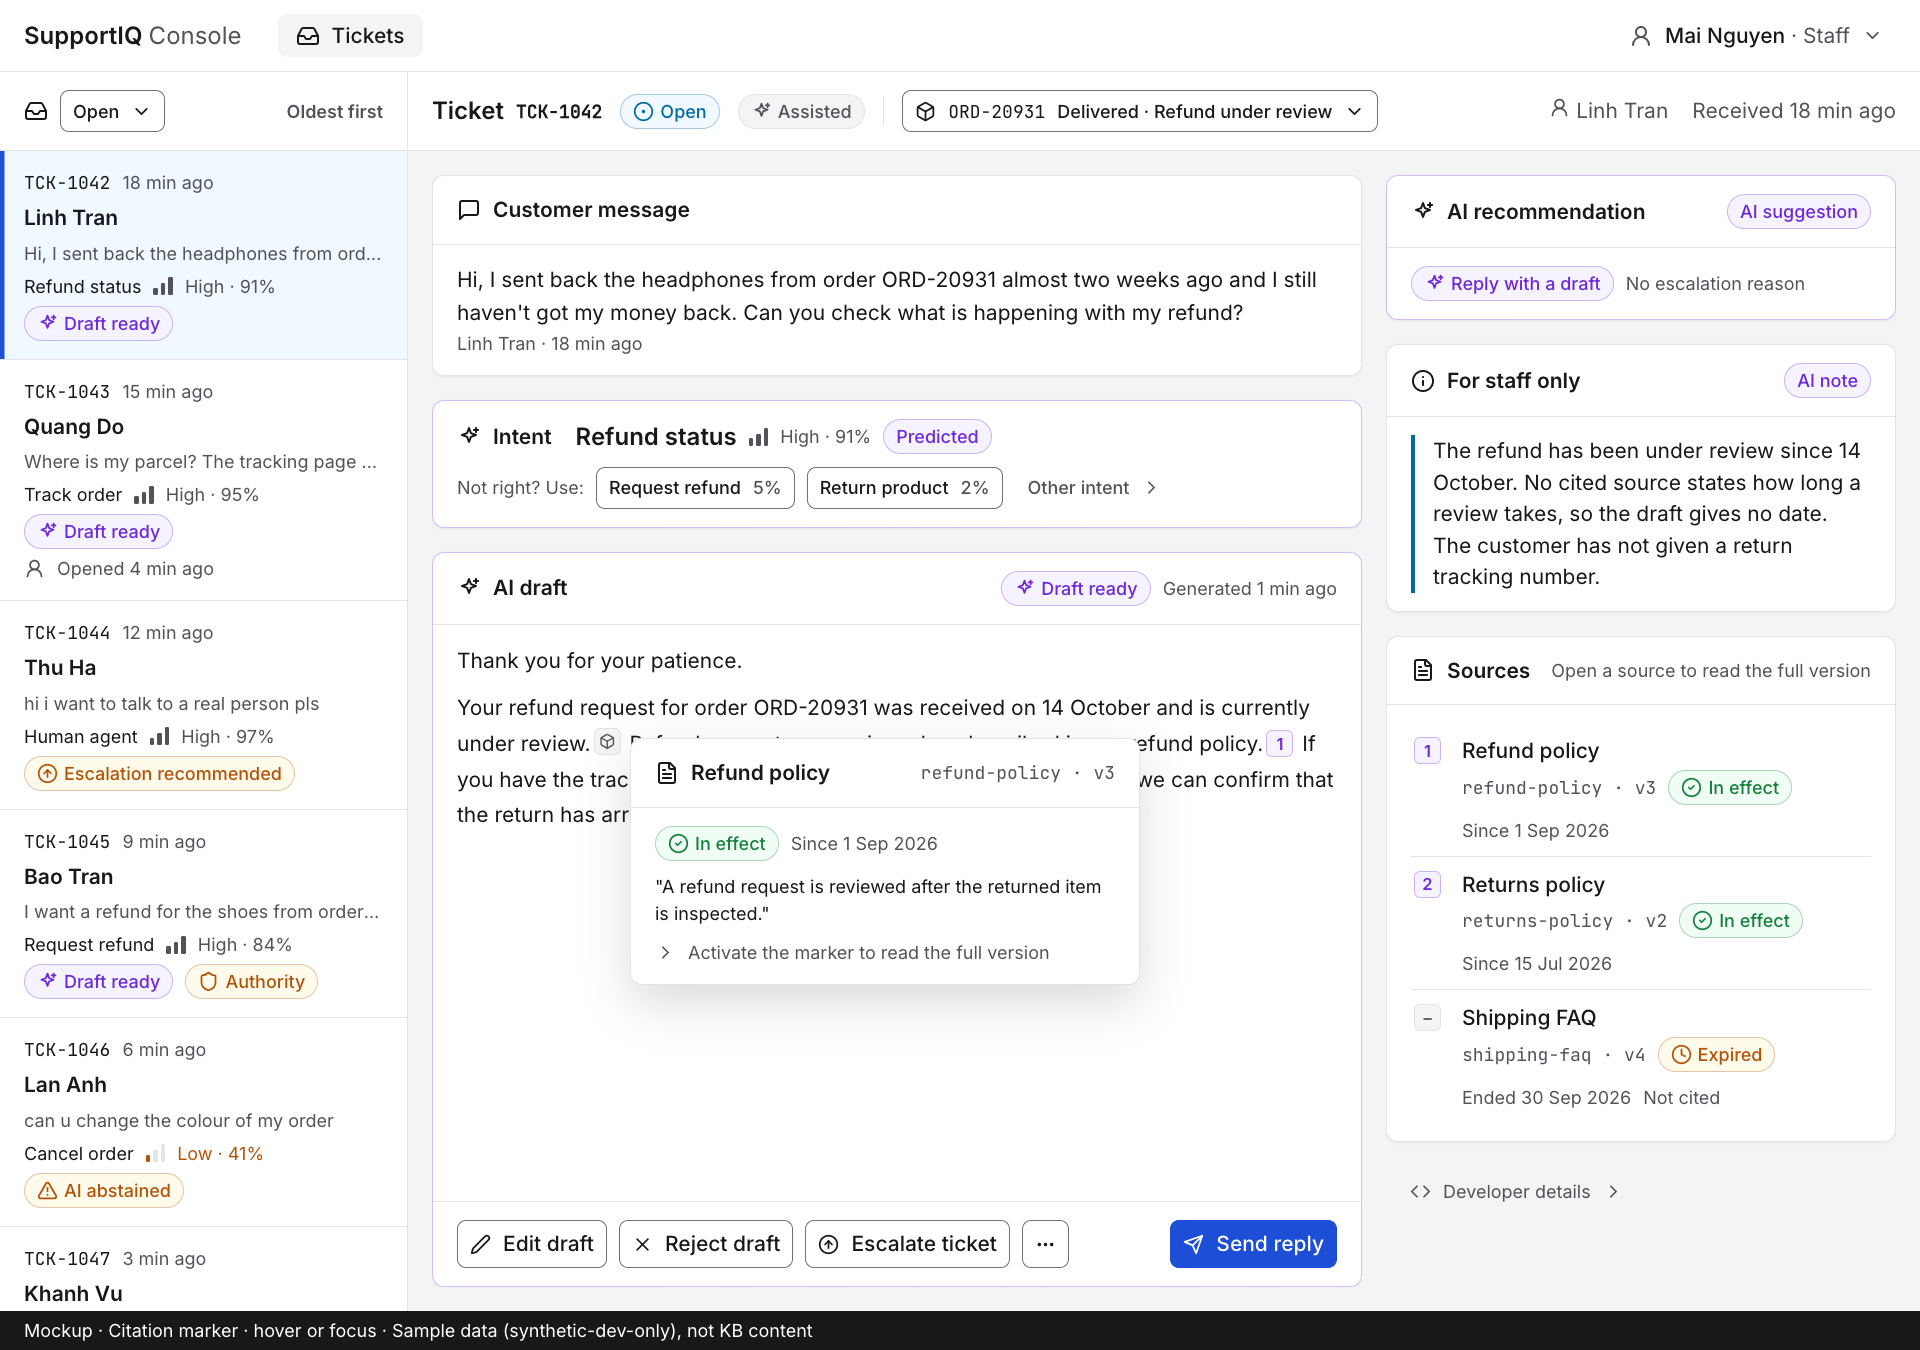 SupportIQ Console
Tickets
Mai Nguyen · Staff
Open
Oldest first
TCK-1042 18 min ago
Linh Tran
Hi, I sent back the headphones from ord...
Refund status High · 91%
Draft ready
TCK-1043 15 min ago
Quang Do
Where is my parcel? The tracking page ...
Track order High · 95%
Draft ready
Opened 4 min ago
TCK-1044 12 min ago
Thu Ha
hi i want to talk to a real person pls
Human agent High · 97%
Escalation recommended
TCK-1045 9 min ago
Bao Tran
I want a refund for the shoes from order...
Request refund High · 84%
Draft ready Authority
TCK-1046 6 min ago
Lan Anh
can u change the colour of my order
Cancel order Low · 41%
AI abstained
TCK-1047 3 min ago
Khanh Vu
Ticket TCK-1042 Open Assisted ORD-20931 Delivered · Refund under review
Linh Tran Received 18 min ago
Customer message
Hi, I sent back the headphones from order ORD-20931 almost two weeks ago and I still
haven't got my money back. Can you check what is happening with my refund?
Linh Tran · 18 min ago
Intent Refund status High · 91% Predicted
Not right? Use: Request refund 5% Return product 2% Other intent
AI draft Draft ready Generated 1 min ago
Thank you for your patience.
Your refund request for order ORD-20931 was received on 14 October and is currently
under review. refund policy. 1 If
you have the trac we can confirm that
the return has arr
Refund policy refund-policy · v3
In effect Since 1 Sep 2026
"A refund request is reviewed after the returned item
is inspected."
Activate the marker to read the full version
Edit draft Reject draft Escalate ticket ... Send reply
AI recommendation AI suggestion
Reply with a draft No escalation reason
For staff only AI note
The refund has been under review since 14
October. No cited source states how long a
review takes, so the draft gives no date.
The customer has not given a return
tracking number.
Sources Open a source to read the full version
1 Refund policy
refund-policy · v3 In effect
Since 1 Sep 2026
2 Returns policy
returns-policy · v2 In effect
Since 15 Jul 2026
– Shipping FAQ
shipping-faq · v4 Expired
Ended 30 Sep 2026 Not cited
Developer details
Mockup · Citation marker · hover or focus · Sample data (synthetic-dev-only), not KB content